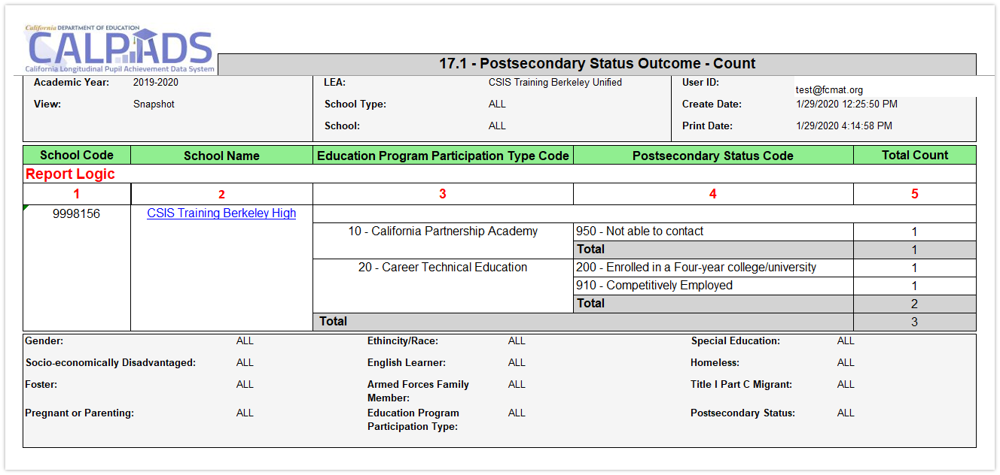 California DEPARTMENT OF EDUCATION
CALPADS
California Longitudinal Pupil Achievement Data System
17.1 - Postsecondary Status Outcome - Count
Academic Year: 2019-2020 LEA: CSIS Training Berkeley Unified User ID: test@fcmat.org
View: Snapshot School Type: ALL Create Date: 1/29/2020 12:25:50 PM
School: ALL Print Date: 1/29/2020 4:14:58 PM
School Code School Name Education Program Participation Type Code Postsecondary Status Code Total Count
Report Logic
1 2 3 4 5
9998156 CSIS Training Berkeley High
10 - California Partnership Academy 950 - Not able to contact 1
Total 1
20 - Career Technical Education 200 - Enrolled in a Four-year college/university 1
910 - Competitively Employed 1
Total 2
Total 3
Gender: ALL Ethincity/Race: ALL Special Education: ALL
Socio-economically Disadvantaged: ALL English Learner: ALL Homeless: ALL
Foster: ALL Armed Forces Family ALL Title I Part C Migrant: ALL
Member:
Pregnant or Parenting: ALL Education Program ALL Postsecondary Status: ALL
Participation Type: